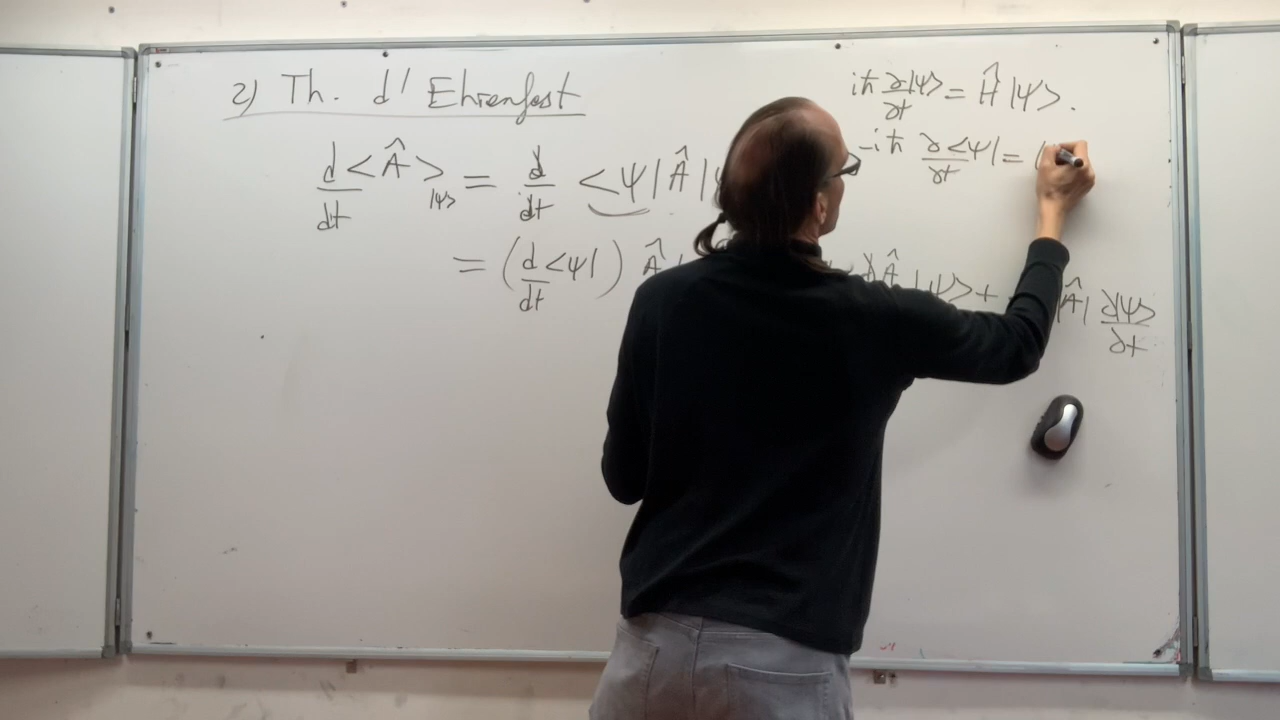 2) Th. d' Ehrenfest
iħ ∂|ψ>/∂t = Ĥ |ψ>.
-iħ ∂<ψ|/∂t = (
d/dt <Â>|ψ> = d/dt <ψ|Â|ψ
= (d/dt <ψ|) Â| ∂Â |ψ> + |Â| ∂|ψ>/∂t